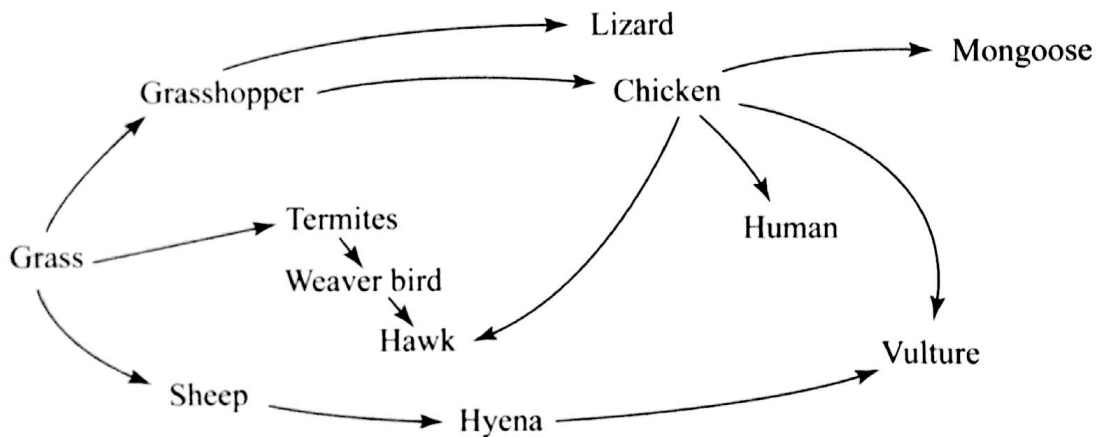 Lizard
Mongoose
Grasshopper
Chicken
Termites
Human
Grass
Weaver bird
Hawk
Vulture
Sheep
Hyena